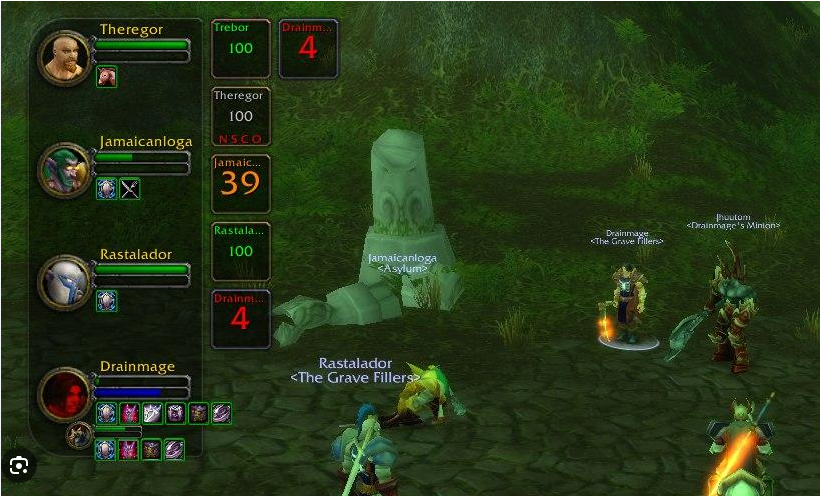 Theregor
Trebor
100
Drainm...
4
Theregor
100
N S C O
Jamaicanloga
Jamaic...
39
Rastalador
Rastala...
100
Drainm...
4
Drainmage
Jamaicanloga
<Asylum>
Rastalador
<The Grave Fillers>
Drainmage
<The Grave Fillers>
Jhuutom
<Drainmage's Minion>